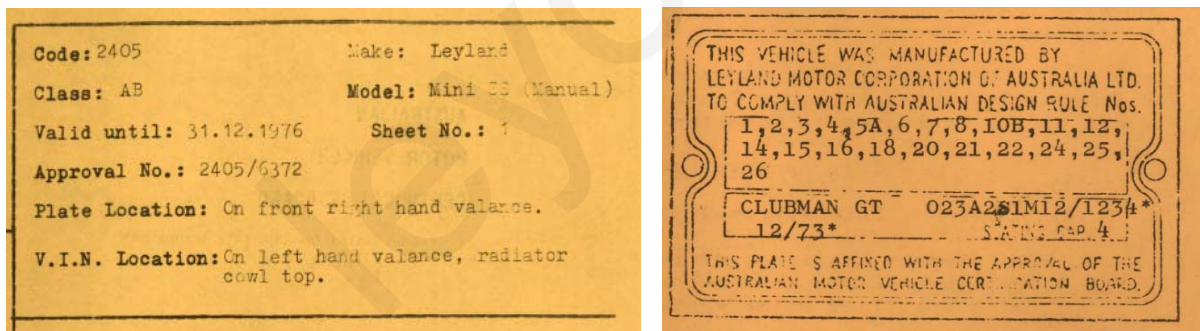 Code: 2405 Make: Leyland
Class: AB Model: Mini SS (Manual)
Valid until: 31.12.1976 Sheet No.: 1
Approval No.: 2405/6372
Plate Location: On front right hand valance.
V.I.N. Location: On left hand valance, radiator
cowl top.
THIS VEHICLE WAS MANUFACTURED BY
LEYLAND MOTOR CORPORATION OF AUSTRALIA LTD.
TO COMPLY WITH AUSTRALIAN DESIGN RULE Nos.
1,2,3,4,5A,6,7,8,10B,11,12,
14,15,16,18,20,21,22,24,25,
26
CLUBMAN GT 023A2S1M12/1234*
12/73* SEATING CAP. 4
THIS PLATE IS AFFIXED WITH THE APPROVAL OF THE
AUSTRALIAN MOTOR VEHICLE CERTIFICATION BOARD.